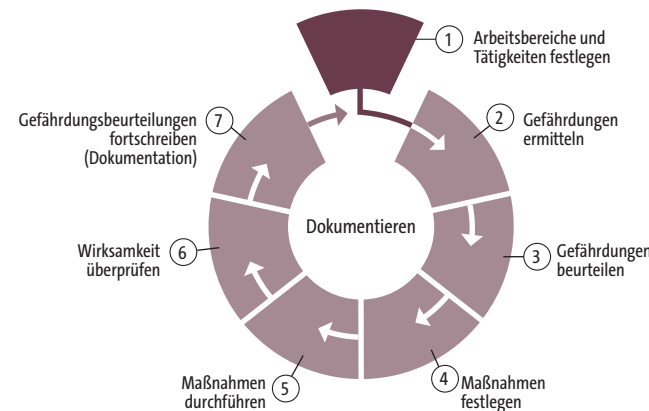 1
Arbeitsbereiche und
Tätigkeiten festlegen
2
Gefährdungen
ermitteln
3
Gefährdungen
beurteilen
4
Maßnahmen
festlegen
5
Maßnahmen
durchführen
6
Wirksamkeit
überprüfen
7
Gefährdungsbeurteilungen
fortschreiben
(Dokumentation)
Dokumentieren